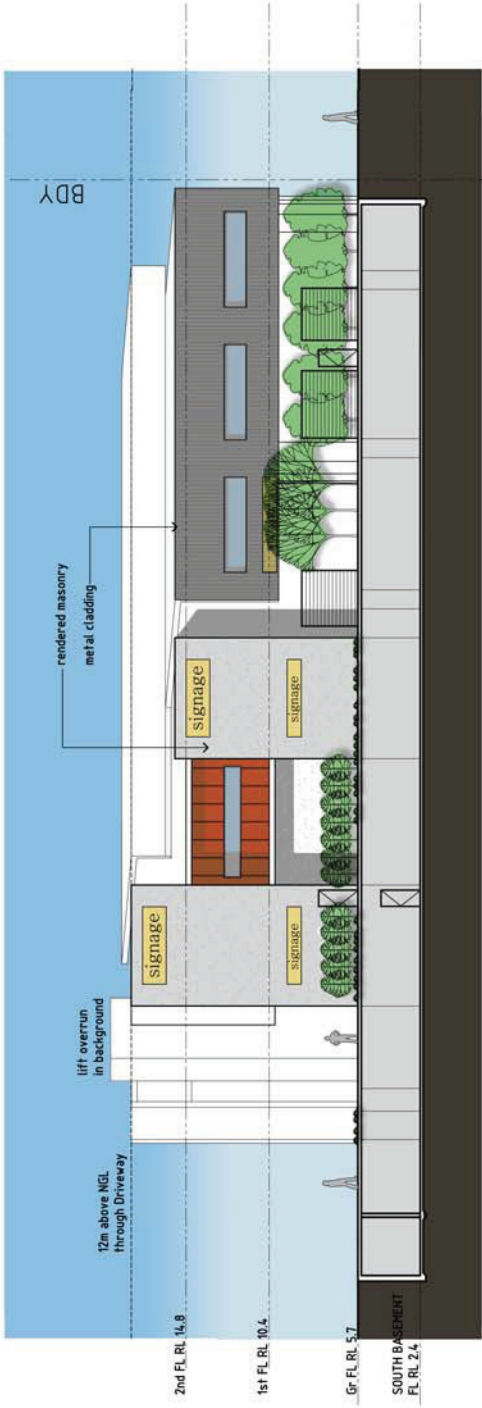 12m above NGL
through Driveway
lift overrun
in background
rendered masonry
metal cladding
BDY
signage
signage
signage
signage
2nd FL RL 14.8
1st FL RL 10.4
Gr FL RL 5.7
SOUTH BASEMENT
FL RL 2.4